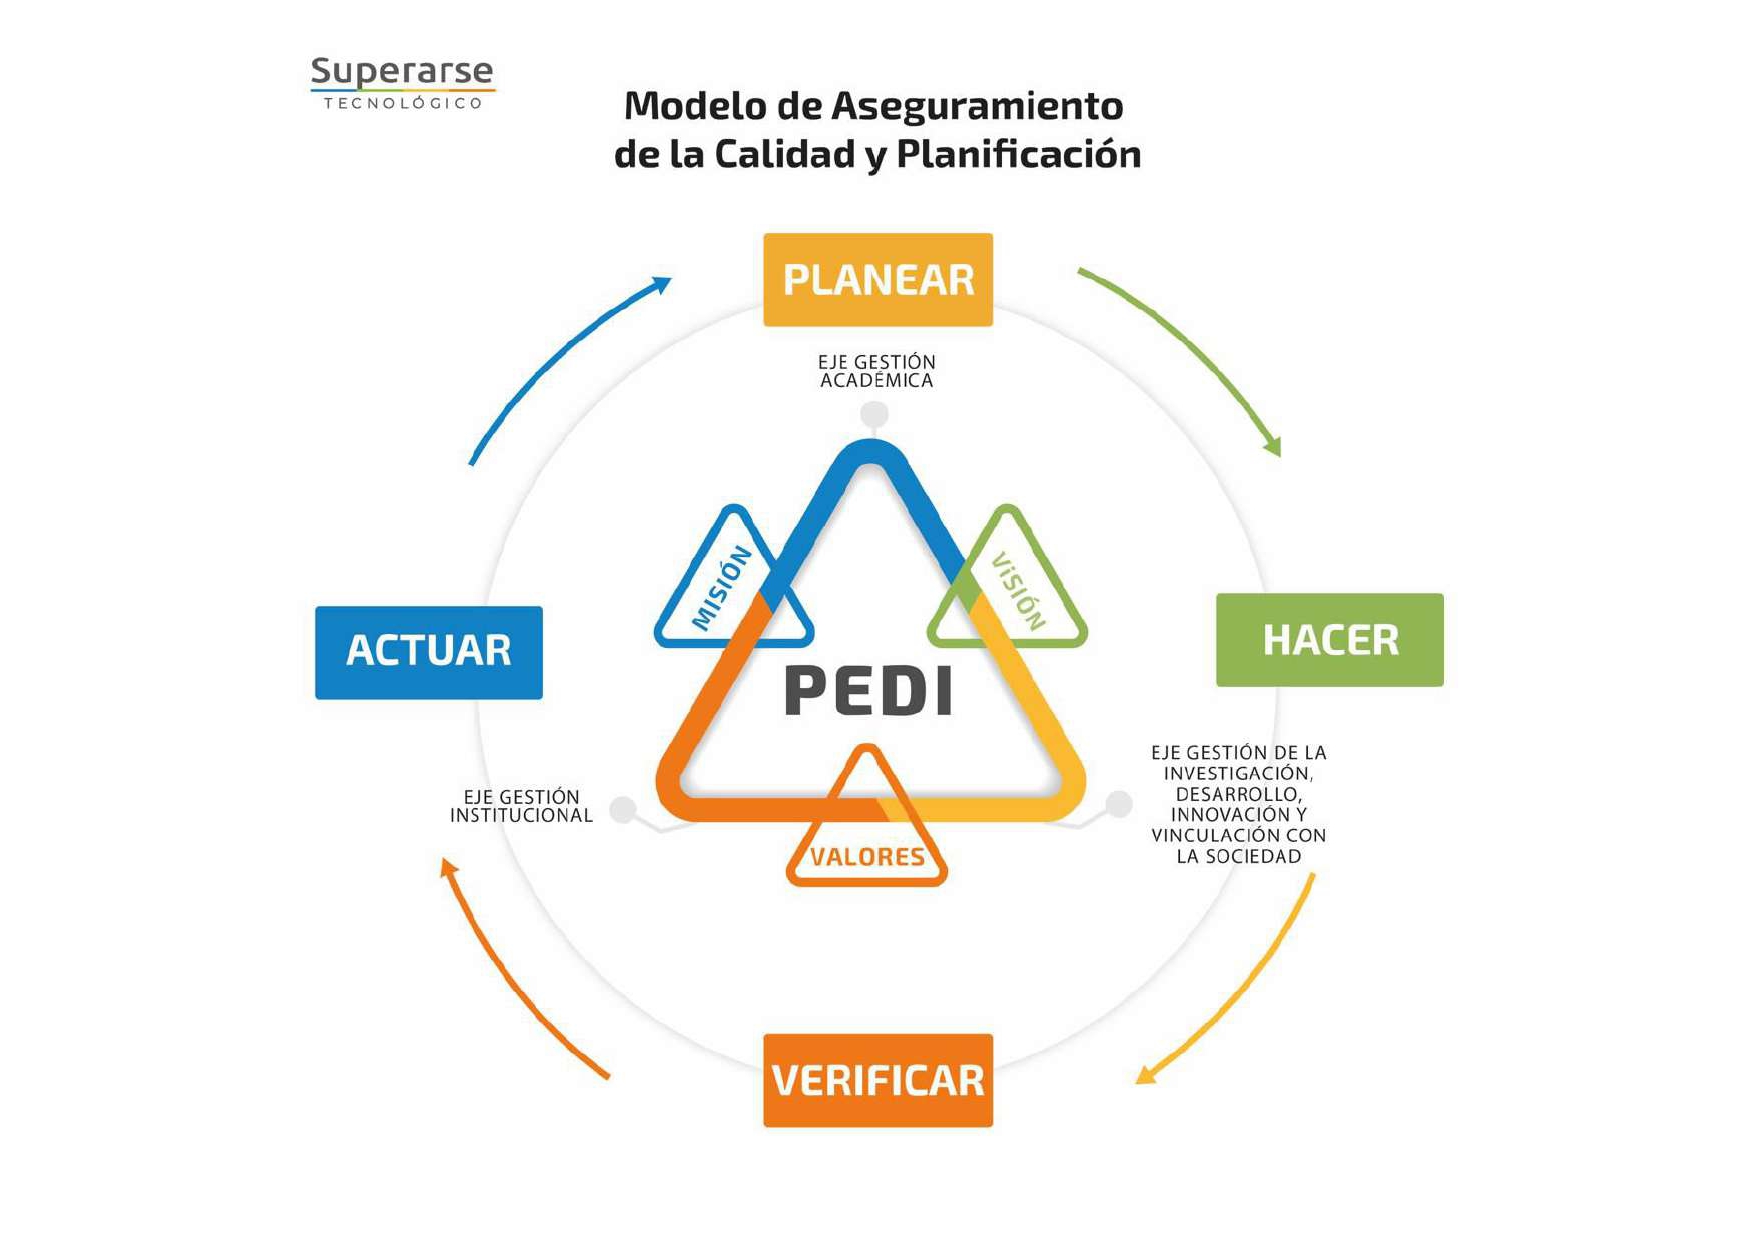 Superarse
TECNOLÓGICO
Modelo de Aseguramiento
de la Calidad y Planificación
PLANEAR
EJE GESTIÓN
ACADÉMICA
MISIÓN
ViSIÓN
ACTUAR
HACER
PEDI
EJE GESTIÓN DE LA
INVESTIGACIÓN,
DESARROLLO,
INNOVACIÓN Y
VINCULACIÓN CON
LA SOCIEDAD
EJE GESTIÓN
INSTITUCIONAL
VALORES
VERIFICAR